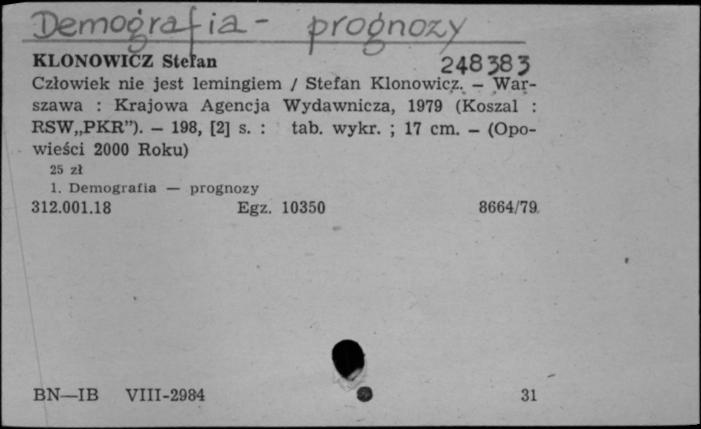 Demografia - prognozy
KLONOWICZ Stefan 248383
Człowiek nie jest lemingiem / Stefan Klonowicz. – War-
szawa : Krajowa Agencja Wydawnicza, 1979 (Koszal :
RSW„PKR”). – 198, [2] s. : tab. wykr. ; 17 cm. – (Opo-
wieści 2000 Roku)
25 zł
1. Demografia — prognozy
312.001.18 Egz. 10350 8664/79
BN—IB VIII-2984 31